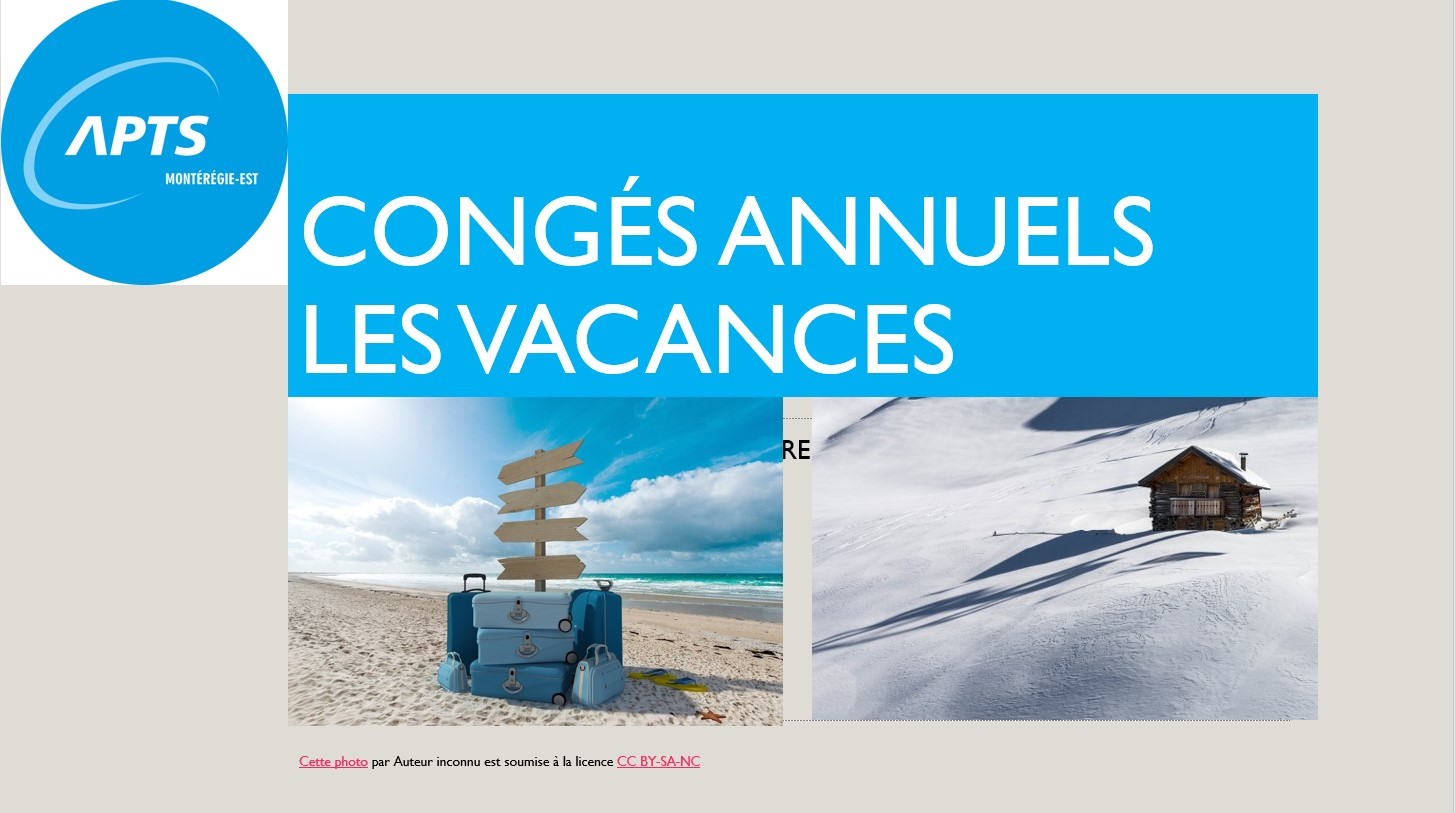 APTS
MONTÉRÉGIE-EST
CONGÉS ANNUELS
LES VACANCES
RE
Cette photo par Auteur inconnu est soumise à la licence CC BY-SA-NC